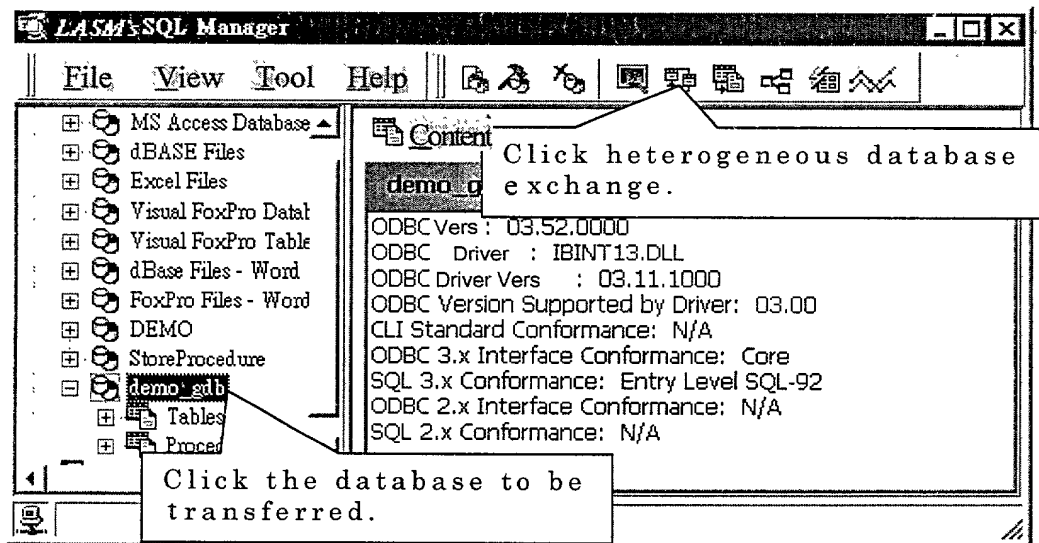 LASM's SQL Manager
File View Tool Help
MS Access Database
dBASE Files
Excel Files
Visual FoxPro Datab
Visual FoxPro Table
dBase Files - Word
FoxPro Files - Word
DEMO
StoreProcedure
demo_gdb
Tables
Proced
Content
demo_g
Click heterogeneous database
exchange.
ODBC Vers : 03.52.0000
ODBC Driver : IBINT13.DLL
ODBC Driver Vers : 03.11.1000
ODBC Version Supported by Driver: 03.00
CLI Standard Conformance: N/A
ODBC 3.x Interface Conformance: Core
SQL 3.x Conformance: Entry Level SQL-92
ODBC 2.x Interface Conformance: N/A
SQL 2.x Conformance: N/A
Click the database to be
transferred.